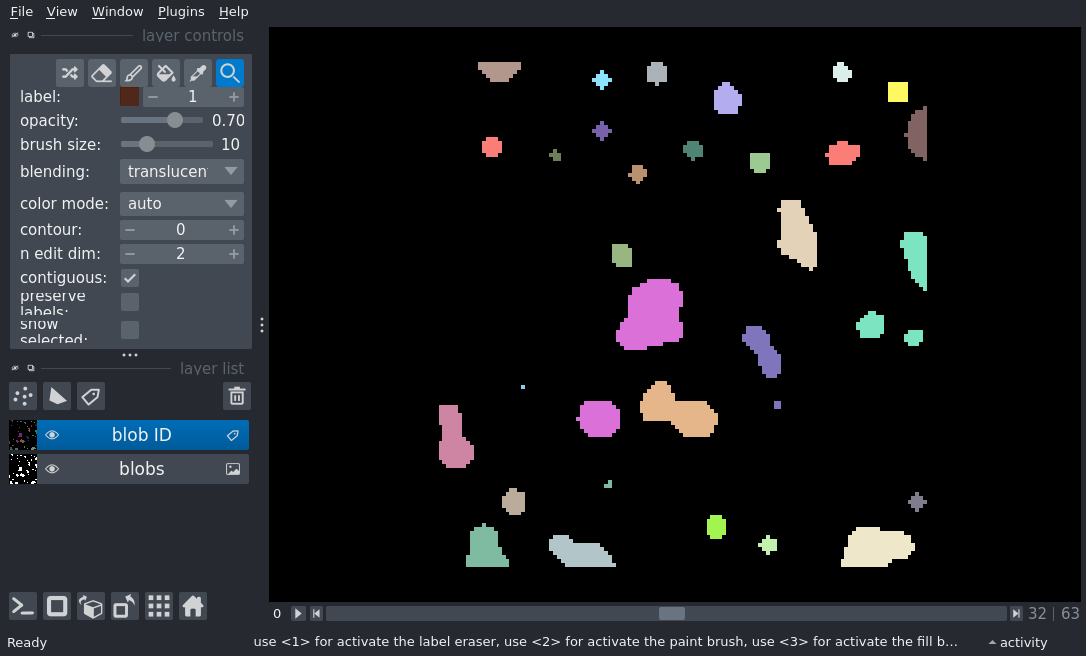 File View Window Plugins Help
layer controls
label: 1
opacity: 0.70
brush size: 10
blending: translucen
color mode: auto
contour: 0
n edit dim: 2
contiguous:
preserve
labels:
show
selected:
layer list
blob ID
blobs
0 32 63
Ready use <1> for activate the label eraser, use <2> for activate the paint brush, use <3> for activate the fill b... activity